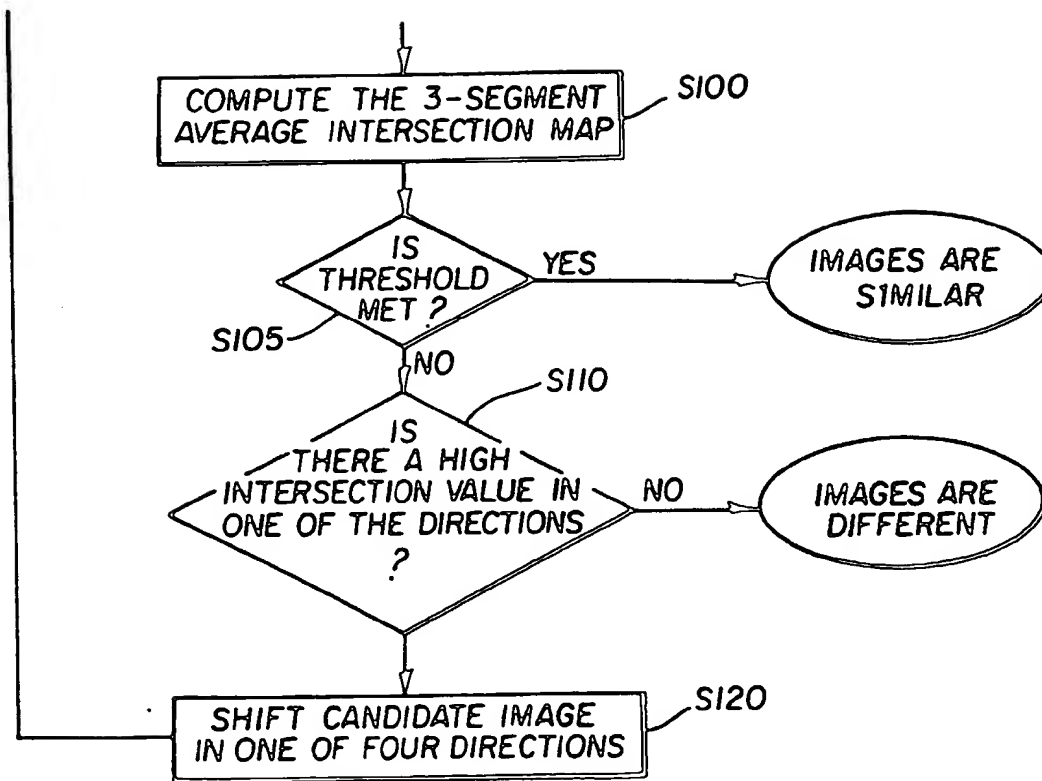 COMPUTE THE 3-SEGMENT
AVERAGE INTERSECTION MAP
S100
IS
THRESHOLD
MET ?
S105
YES
IMAGES ARE
SIMILAR
NO
S110
IS
THERE A HIGH
INTERSECTION VALUE IN
ONE OF THE DIRECTIONS
?
NO
IMAGES ARE
DIFFERENT
SHIFT CANDIDATE IMAGE
IN ONE OF FOUR DIRECTIONS
S120